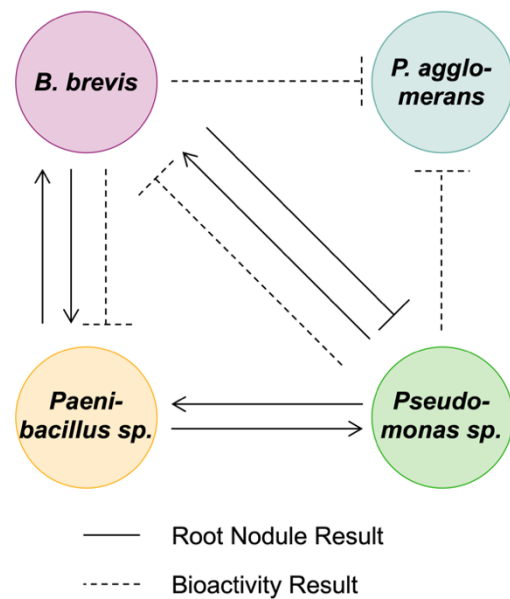 B. brevis
P. agglo-
merans
Paeni-
bacillus sp.
Pseudo-
monas sp.
Root Nodule Result
Bioactivity Result